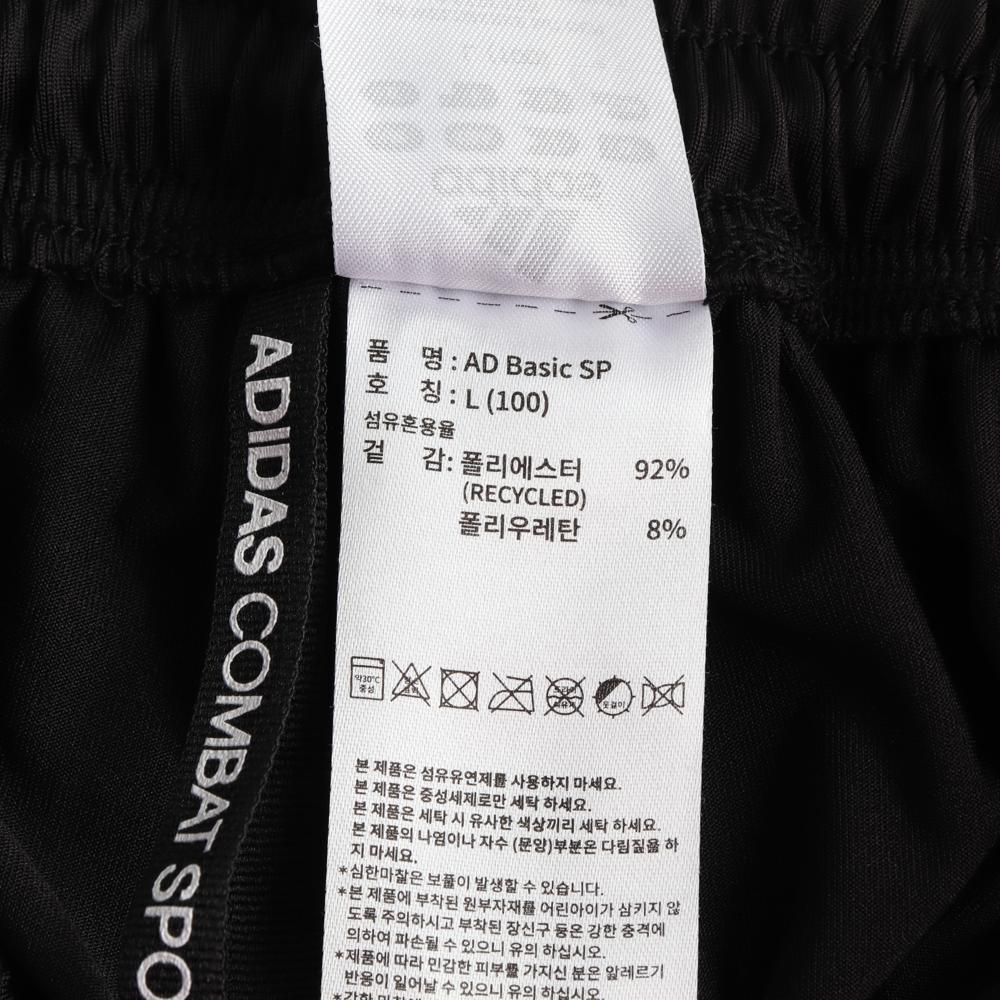 adidas
품 명 : AD Basic SP
호 칭 : L (100)
섬유혼용율
겉 감: 폴리에스터 92%
(RECYCLED)
폴리우레탄 8%
약30℃
중성
옷걸이
본 제품은 섬유유연제를 사용하지 마세요.
본 제품은 중성세제로만 세탁 하세요.
본 제품은 세탁 시 유사한 색상끼리 세탁 하세요.
본 제품의 나염이나 자수 (문양)부분은 다림질을 하
지 마세요.
*심한마찰은 보풀이 발생할 수 있습니다.
*본 제품에 부착된 원부자재를 어린아이가 삼키지 않
도록 주의하시고 부착된 장신구 등은 강한 충격에
의하여 파손될 수 있으니 유의 하십시오.
*제품에 따라 민감한 피부를 가지신 분은 알레르기
반응이 일어날 수 있으니 유의 하십시오.
ADIDAS COMBAT SPO